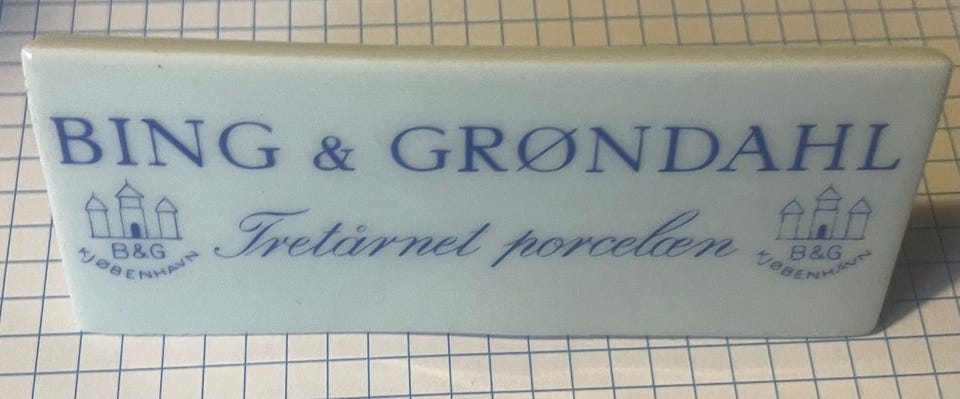 BING & GRØNDAHL
Tretårnet porcelæn
B&G
KJØBENHAVN
B&G
KJØBENHAVN